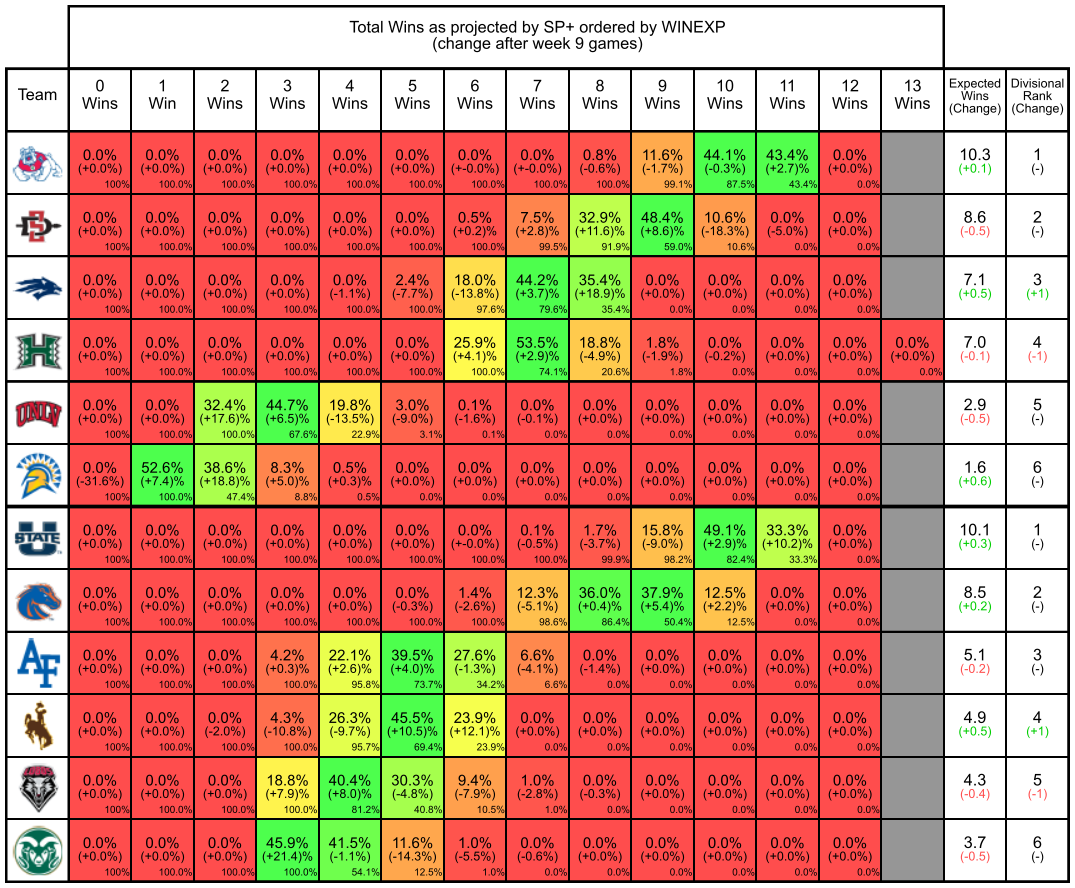 Total Wins as projected by SP+ ordered by WINEXP
(change after week 9 games)
Team
0 Wins
1 Win
2 Wins
3 Wins
4 Wins
5 Wins
6 Wins
7 Wins
8 Wins
9 Wins
10 Wins
11 Wins
12 Wins
13 Wins
Expected Wins (Change)
Divisional Rank (Change)
0.0% 0.0% 0.0% 0.0% 0.0% 0.0% 0.0% 0.0% 0.8% 11.6% 44.1% 43.4% 0.0% 10.3 1
(+0.0%) (+0.0%) (+0.0%) (+0.0%) (+0.0%) (+0.0%) (+-0.0%) (+-0.0%) (-0.6%) (-1.7%) (-0.3%) (+2.7)% (+0.0%) (+0.1) (-)
100% 100.0% 100.0% 100.0% 100.0% 100.0% 100.0% 100.0% 100.0% 99.1% 87.5% 43.4% 0.0%
SD
0.0% 0.0% 0.0% 0.0% 0.0% 0.0% 0.5% 7.5% 32.9% 48.4% 10.6% 0.0% 0.0% 8.6 2
(+0.0%) (+0.0%) (+0.0%) (+0.0%) (+0.0%) (+0.0%) (+0.2)% (+2.8)% (+11.6)% (+8.6)% (-18.3)% (-5.0%) (+0.0%) (-0.5) (-)
100% 100.0% 100.0% 100.0% 100.0% 100.0% 100.0% 99.5% 91.9% 59.0% 10.6% 0.0% 0.0%
0.0% 0.0% 0.0% 0.0% 0.0% 2.4% 18.0% 44.2% 35.4% 0.0% 0.0% 0.0% 0.0% 7.1 3
(+0.0%) (+0.0%) (+0.0%) (+0.0%) (-1.1%) (-7.7%) (-13.8%) (+3.7)% (+18.9)% (+0.0%) (+0.0%) (+0.0%) (+0.0%) (+0.5) (+1)
100% 100.0% 100.0% 100.0% 100.0% 100.0% 97.6% 79.6% 35.4% 0.0% 0.0% 0.0% 0.0%
H
0.0% 0.0% 0.0% 0.0% 0.0% 0.0% 25.9% 53.5% 18.8% 1.8% 0.0% 0.0% 0.0% 0.0% 7.0 4
(+0.0%) (+0.0%) (+0.0%) (+0.0%) (+0.0%) (+0.0%) (+4.1)% (+2.9)% (-4.9%) (-1.9%) (-0.2%) (+0.0%) (+0.0%) (+0.0)% (-0.1) (-1)
100% 100.0% 100.0% 100.0% 100.0% 100.0% 100.0% 74.1% 20.6% 1.8% 0.0% 0.0% 0.0% 0.0%
UNLV
0.0% 0.0% 32.4% 44.7% 19.8% 3.0% 0.1% 0.0% 0.0% 0.0% 0.0% 0.0% 0.0% 2.9 5
(+0.0%) (+0.0%) (+17.6)% (+6.5)% (-13.5%) (-9.0%) (-1.6%) (-0.1%) (+0.0%) (+0.0%) (+0.0%) (+0.0%) (+0.0%) (-0.5) (-)
100% 100.0% 100.0% 67.6% 22.9% 3.1% 0.1% 0.0% 0.0% 0.0% 0.0% 0.0% 0.0%
0.0% 52.6% 38.6% 8.3% 0.5% 0.0% 0.0% 0.0% 0.0% 0.0% 0.0% 0.0% 0.0% 1.6 6
(-31.6%) (+7.4)% (+18.8)% (+5.0)% (+0.3)% (+0.0%) (+0.0%) (+0.0%) (+0.0%) (+0.0%) (+0.0%) (+0.0%) (+0.0%) (+0.6) (-)
100% 100.0% 47.4% 8.8% 0.5% 0.0% 0.0% 0.0% 0.0% 0.0% 0.0% 0.0% 0.0%
U STATE
0.0% 0.0% 0.0% 0.0% 0.0% 0.0% 0.0% 0.1% 1.7% 15.8% 49.1% 33.3% 0.0% 10.1 1
(+0.0%) (+0.0%) (+0.0%) (+0.0%) (+0.0%) (+0.0%) (+-0.0%) (-0.5%) (-3.7%) (-9.0%) (+2.9)% (+10.2)% (+0.0%) (+0.3) (-)
100% 100.0% 100.0% 100.0% 100.0% 100.0% 100.0% 100.0% 99.9% 98.2% 82.4% 33.3% 0.0%
0.0% 0.0% 0.0% 0.0% 0.0% 0.0% 1.4% 12.3% 36.0% 37.9% 12.5% 0.0% 0.0% 8.5 2
(+0.0%) (+0.0%) (+0.0%) (+0.0%) (+0.0%) (-0.3%) (-2.6%) (-5.1%) (+0.4)% (+5.4)% (+2.2)% (+0.0%) (+0.0%) (+0.2) (-)
100% 100.0% 100.0% 100.0% 100.0% 100.0% 100.0% 98.6% 86.4% 50.4% 12.5% 0.0% 0.0%
AF
0.0% 0.0% 0.0% 4.2% 22.1% 39.5% 27.6% 6.6% 0.0% 0.0% 0.0% 0.0% 0.0% 5.1 3
(+0.0%) (+0.0%) (+0.0%) (+0.3)% (+2.6)% (+4.0)% (-1.3%) (-4.1%) (-1.4%) (+0.0%) (+0.0%) (+0.0%) (+0.0%) (-0.2) (-)
100% 100.0% 100.0% 100.0% 95.8% 73.7% 34.2% 6.6% 0.0% 0.0% 0.0% 0.0% 0.0%
0.0% 0.0% 0.0% 4.3% 26.3% 45.5% 23.9% 0.0% 0.0% 0.0% 0.0% 0.0% 0.0% 4.9 4
(+0.0%) (+0.0%) (-2.0%) (-10.8%) (-9.7%) (+10.5)% (+12.1)% (+0.0%) (+0.0%) (+0.0%) (+0.0%) (+0.0%) (+0.0%) (+0.5) (+1)
100% 100.0% 100.0% 100.0% 95.7% 69.4% 23.9% 0.0% 0.0% 0.0% 0.0% 0.0% 0.0%
0.0% 0.0% 0.0% 18.8% 40.4% 30.3% 9.4% 1.0% 0.0% 0.0% 0.0% 0.0% 0.0% 4.3 5
(+0.0%) (+0.0%) (+0.0%) (+7.9)% (+8.0)% (-4.8%) (-7.9%) (-2.8%) (-0.3%) (+0.0%) (+0.0%) (+0.0%) (+0.0%) (-0.4) (-1)
100% 100.0% 100.0% 100.0% 81.2% 40.8% 10.5% 1.0% 0.0% 0.0% 0.0% 0.0% 0.0%
0.0% 0.0% 0.0% 45.9% 41.5% 11.6% 1.0% 0.0% 0.0% 0.0% 0.0% 0.0% 0.0% 3.7 6
(+0.0%) (+0.0%) (+0.0%) (+21.4)% (-1.1%) (-14.3%) (-5.5%) (-0.6%) (+0.0%) (+0.0%) (+0.0%) (+0.0%) (+0.0%) (-0.5) (-)
100% 100.0% 100.0% 100.0% 54.1% 12.5% 1.0% 0.0% 0.0% 0.0% 0.0% 0.0% 0.0%